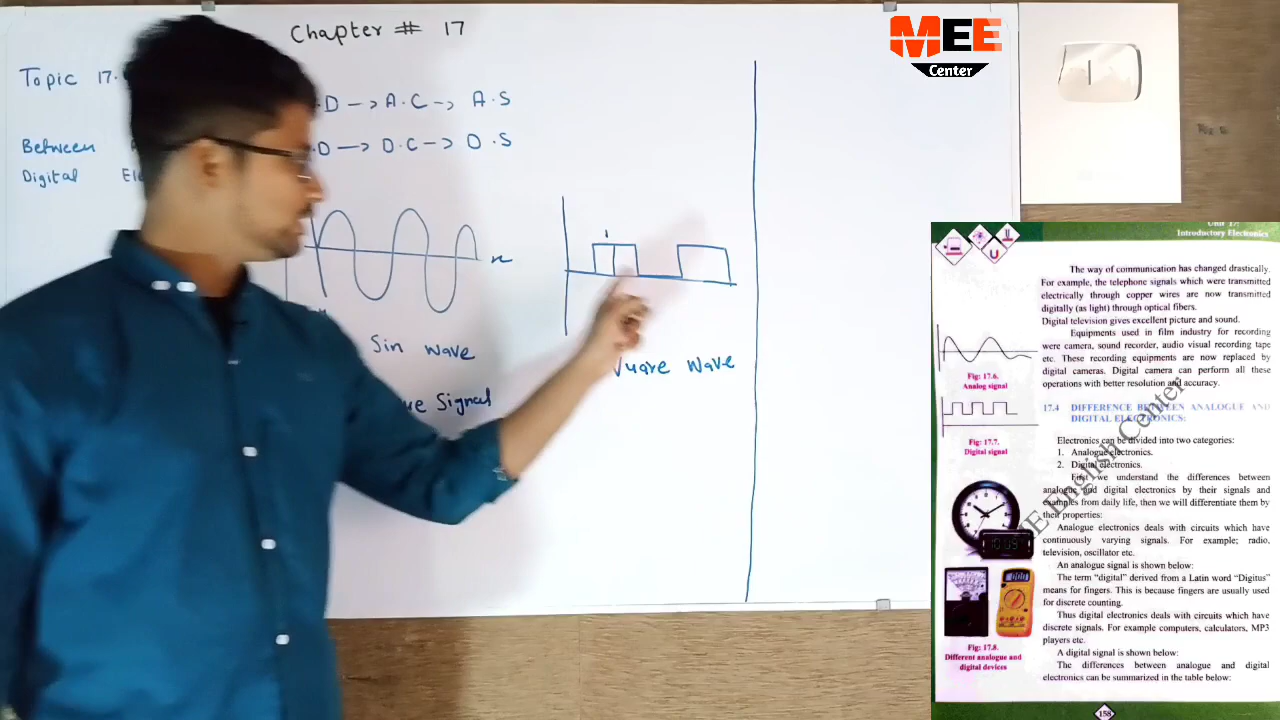 Chapter # 17
Topic 17.
.D → A.C → A.S
Between
.D → D.C → D.S
Digital
Sin wave
Signal
wave
MEE
Center
Unit 17:
Introductory Electronics
The way of communication has changed drastically.
For example, the telephone signals which were transmitted
electrically through copper wires are now transmitted
digitally (as light) through optical fibers.
Digital television gives excellent picture and sound.
Equipments used in film industry for recording
were camera, sound recorder, audio visual recording tape
etc. These recording equipments are now replaced by
digital cameras. Digital camera can perform all these
operations with better resolution and accuracy.
Fig: 17.6.
Analog signal
17.4 DIFFERENCE BETWEEN ANALOGUE AND
DIGITAL ELECTRONICS:
Fig: 17.7.
Digital signal
Electronics can be divided into two categories:
1. Analogue electronics.
2. Digital electronics.
First we understand the differences between
analogue and digital electronics by their signals and
examples from daily life, then we will differentiate them by
their properties:
Analogue electronics deals with circuits which have
continuously varying signals. For example; radio,
television, oscillator etc.
An analogue signal is shown below:
The term “digital” derived from a Latin word “Digitus”
means for fingers. This is because fingers are usually used
for discrete counting.
Thus digital electronics deals with circuits which have
discrete signals. For example computers, calculators, MP3
players etc.
A digital signal is shown below:
The differences between analogue and digital
electronics can be summarized in the table below:
Fig: 17.8.
Different analogue and
digital devices
English Center
158